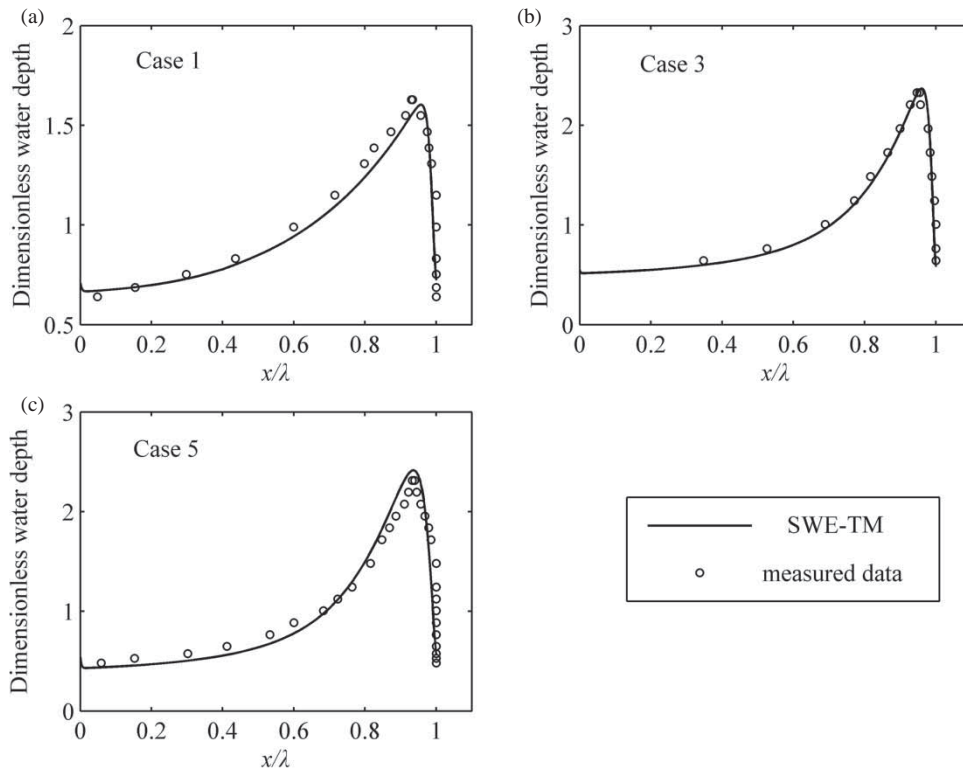 (a)
2
1.5
1
0.5
Dimensionless water depth
Case 1
0 0.2 0.4 0.6 0.8 1
x/λ
(b)
3
2
1
0
Dimensionless water depth
Case 3
0 0.2 0.4 0.6 0.8 1
x/λ
(c)
3
2
1
0
Dimensionless water depth
Case 5
0 0.2 0.4 0.6 0.8 1
x/λ
SWE-TM
measured data